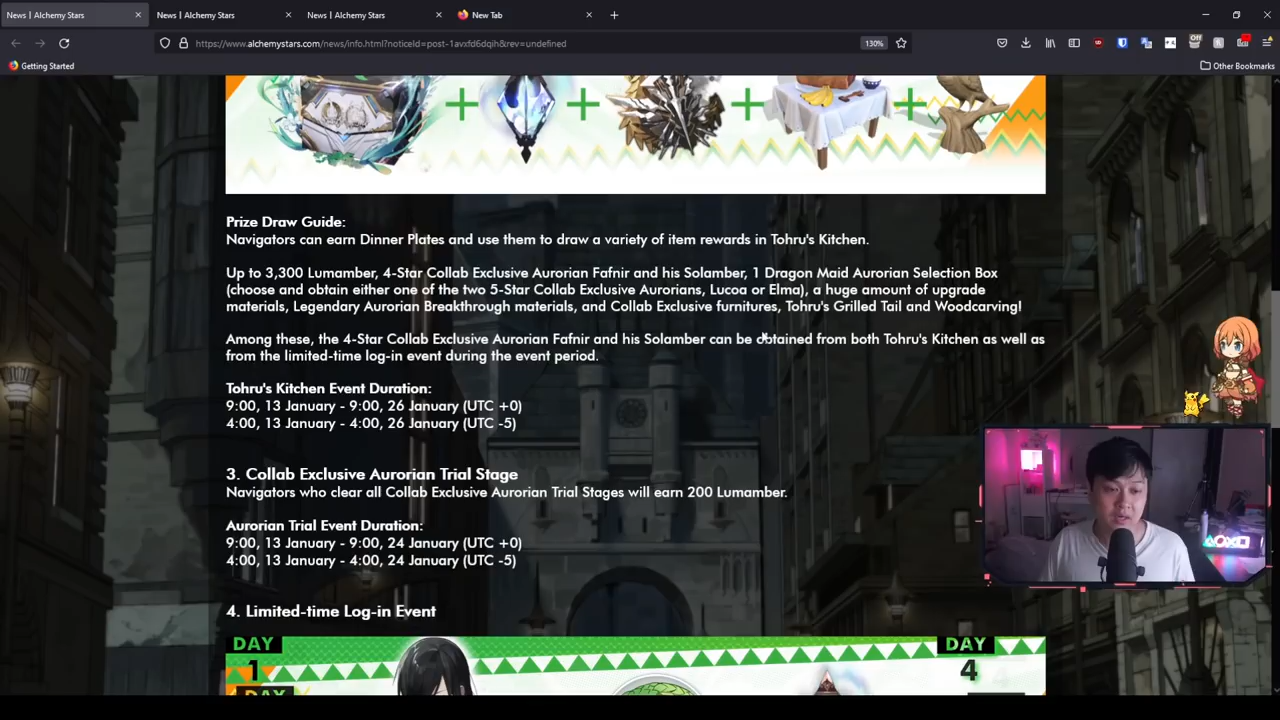 News | Alchemy Stars
News | Alchemy Stars
News | Alchemy Stars
New Tab
https://www.alchemystars.com/news/info.html?noticeId=post-1avxfd6dqih&rev=undefined
130%
Off
Getting Started
Other Bookmarks
Prize Draw Guide:
Navigators can earn Dinner Plates and use them to draw a variety of item rewards in Tohru's Kitchen.
Up to 3,300 Lumamber, 4-Star Collab Exclusive Aurorian Fafnir and his Solamber, 1 Dragon Maid Aurorian Selection Box
(choose and obtain either one of the two 5-Star Collab Exclusive Aurorians, Lucoa or Elma), a huge amount of upgrade
materials, Legendary Aurorian Breakthrough materials, and Collab Exclusive furnitures, Tohru's Grilled Tail and Woodcarving!
Among these, the 4-Star Collab Exclusive Aurorian Fafnir and his Solamber can be obtained from both Tohru's Kitchen as well as
from the limited-time log-in event during the event period.
Tohru's Kitchen Event Duration:
9:00, 13 January - 9:00, 26 January (UTC +0)
4:00, 13 January - 4:00, 26 January (UTC -5)
3. Collab Exclusive Aurorian Trial Stage
Navigators who clear all Collab Exclusive Aurorian Trial Stages will earn 200 Lumamber.
Aurorian Trial Event Duration:
9:00, 13 January - 9:00, 24 January (UTC +0)
4:00, 13 January - 4:00, 24 January (UTC -5)
4. Limited-time Log-in Event
DAY
1
DAY
DAY
4